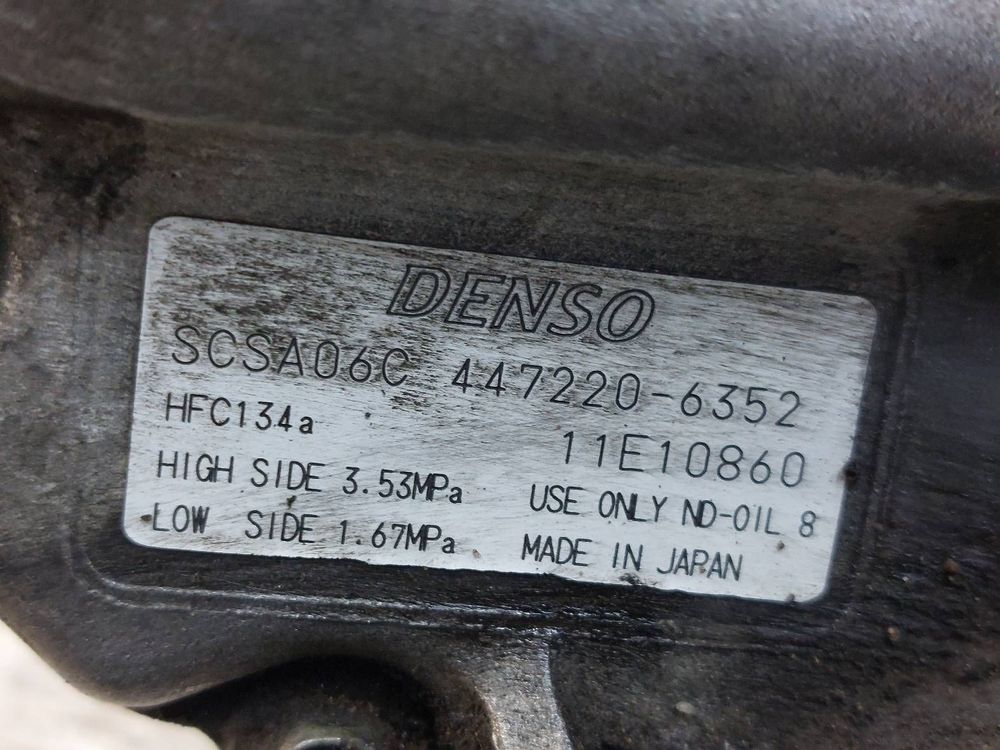 DENSO
SCSA06C 447220-6352
HFC134a 11E10860
HIGH SIDE 3.53MPa USE ONLY ND-OIL 8
LOW SIDE 1.67MPa MADE IN JAPAN